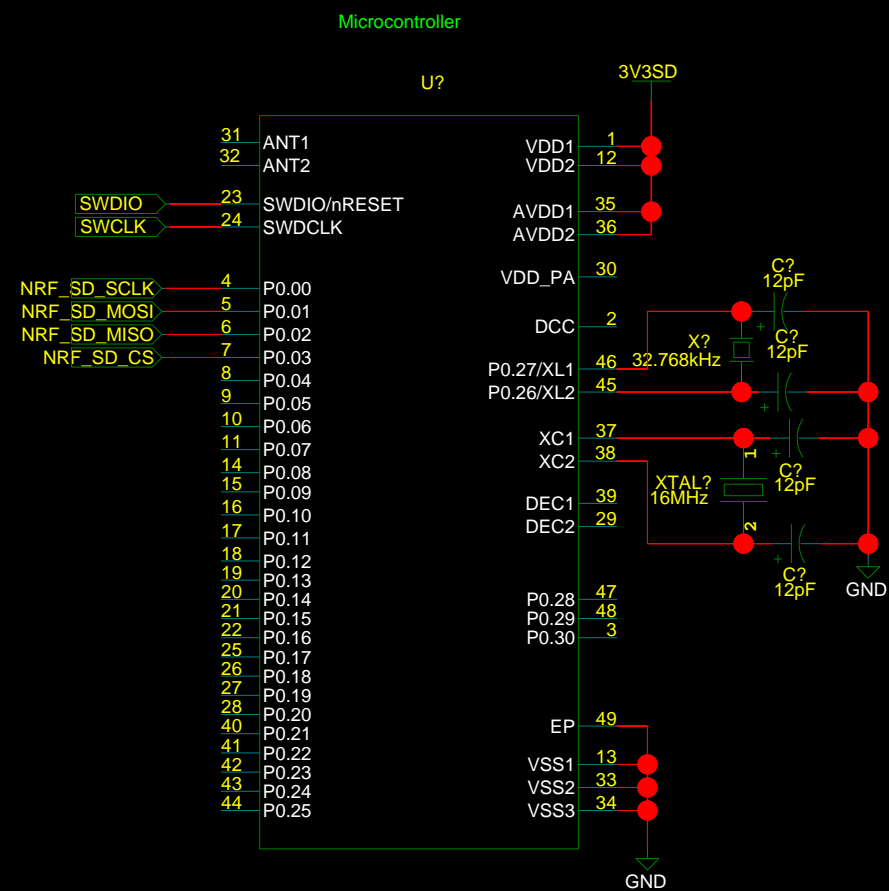 Microcontroller
U?
3V3SD
31 ANT1
32 ANT2
SWDIO 23 SWDIO/nRESET
SWCLK 24 SWDCLK
NRF_SD_SCLK 4 P0.00
NRF_SD_MOSI 5 P0.01
NRF_SD_MISO 6 P0.02
NRF_SD_CS 7 P0.03
8 P0.04
9 P0.05
10 P0.06
11 P0.07
14 P0.08
15 P0.09
16 P0.10
17 P0.11
18 P0.12
19 P0.13
20 P0.14
21 P0.15
22 P0.16
25 P0.17
26 P0.18
27 P0.19
28 P0.20
40 P0.21
41 P0.22
42 P0.23
43 P0.24
44 P0.25
VDD1 1
VDD2 12
AVDD1 35
AVDD2 36
VDD_PA 30
DCC 2
P0.27/XL1 46
P0.26/XL2 45
XC1 37
XC2 38
DEC1 39
DEC2 29
P0.28 47
P0.29 48
P0.30 3
EP 49
VSS1 13
VSS2 33
VSS3 34
GND
C?
12pF
+
X?
32.768kHz
C?
12pF
+
XTAL?
16MHz
1
2
+
C?
12pF
+
C?
12pF
GND